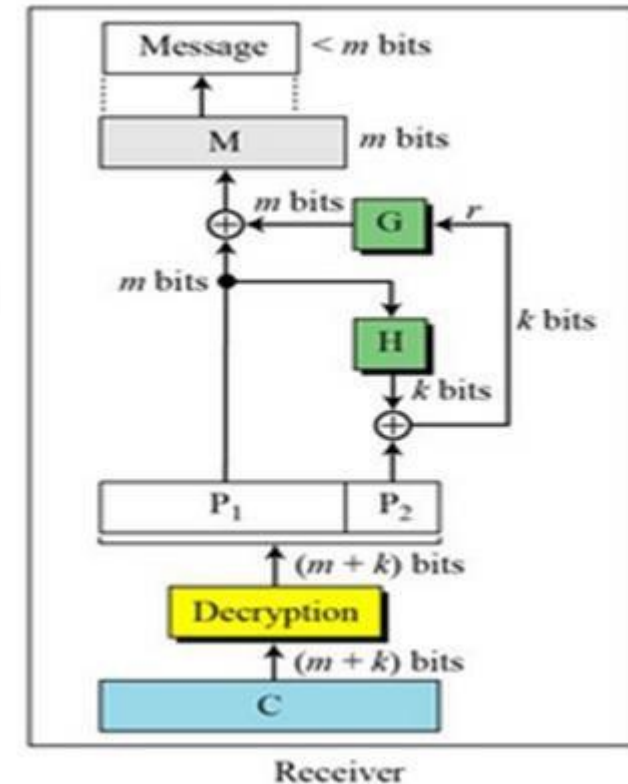 Message < m bits
M m bits
m bits G r
m bits
k bits
H
k bits
P₁ P₂
(m + k) bits
Decryption
(m + k) bits
C
Receiver